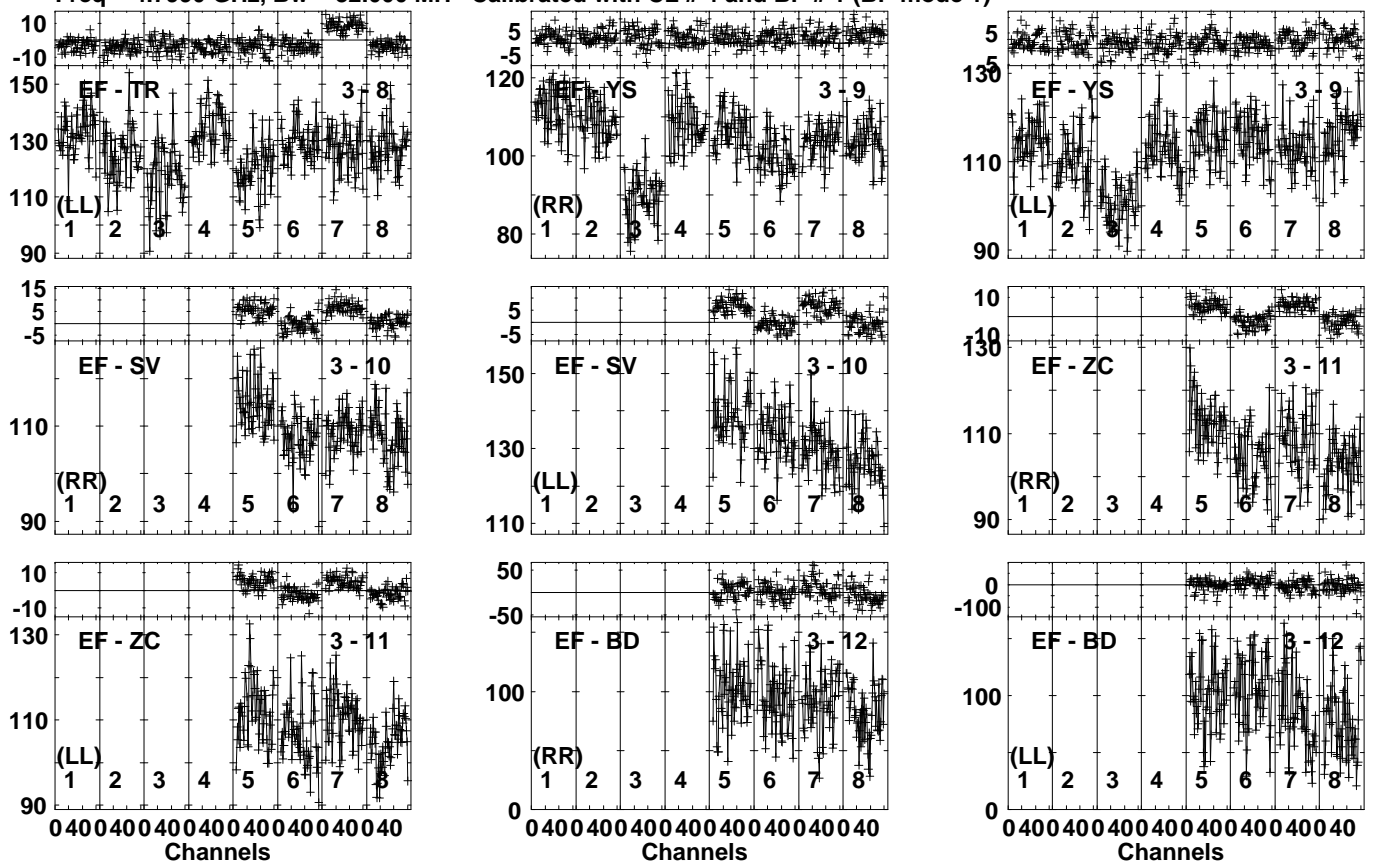 10
-10
150
130
110
90
EF - TR 3 - 8
(LL)
1 2 3 4 5 6 7 8
5
-5
120
100
80
EF - YS 3 - 9
(RR)
1 2 3 4 5 6 7 8
5
-5
130
110
90
EF - YS 3 - 9
(LL)
1 2 3 4 5 6 7 8
15
5
-5
110
90
EF - SV 3 - 10
(RR)
1 2 3 4 5 6 7 8
5
-5
150
130
110
EF - SV 3 - 10
(LL)
1 2 3 4 5 6 7 8
10
-10
130
110
90
EF - ZC 3 - 11
(RR)
1 2 3 4 5 6 7 8
10
-10
130
110
90
EF - ZC 3 - 11
(LL)
1 2 3 4 5 6 7 8
0 40 0 40 0 40 0 40 0 40 0 40 0 40 0 40
Channels
50
-50
100
0
EF - BD 3 - 12
(RR)
1 2 3 4 5 6 7 8
0 40 0 40 0 40 0 40 0 40 0 40 0 40 0 40
Channels
0
-100
100
0
EF - BD 3 - 12
(LL)
1 2 3 4 5 6 7 8
0 40 0 40 0 40 0 40 0 40 0 40 0 40 0 40
Channels